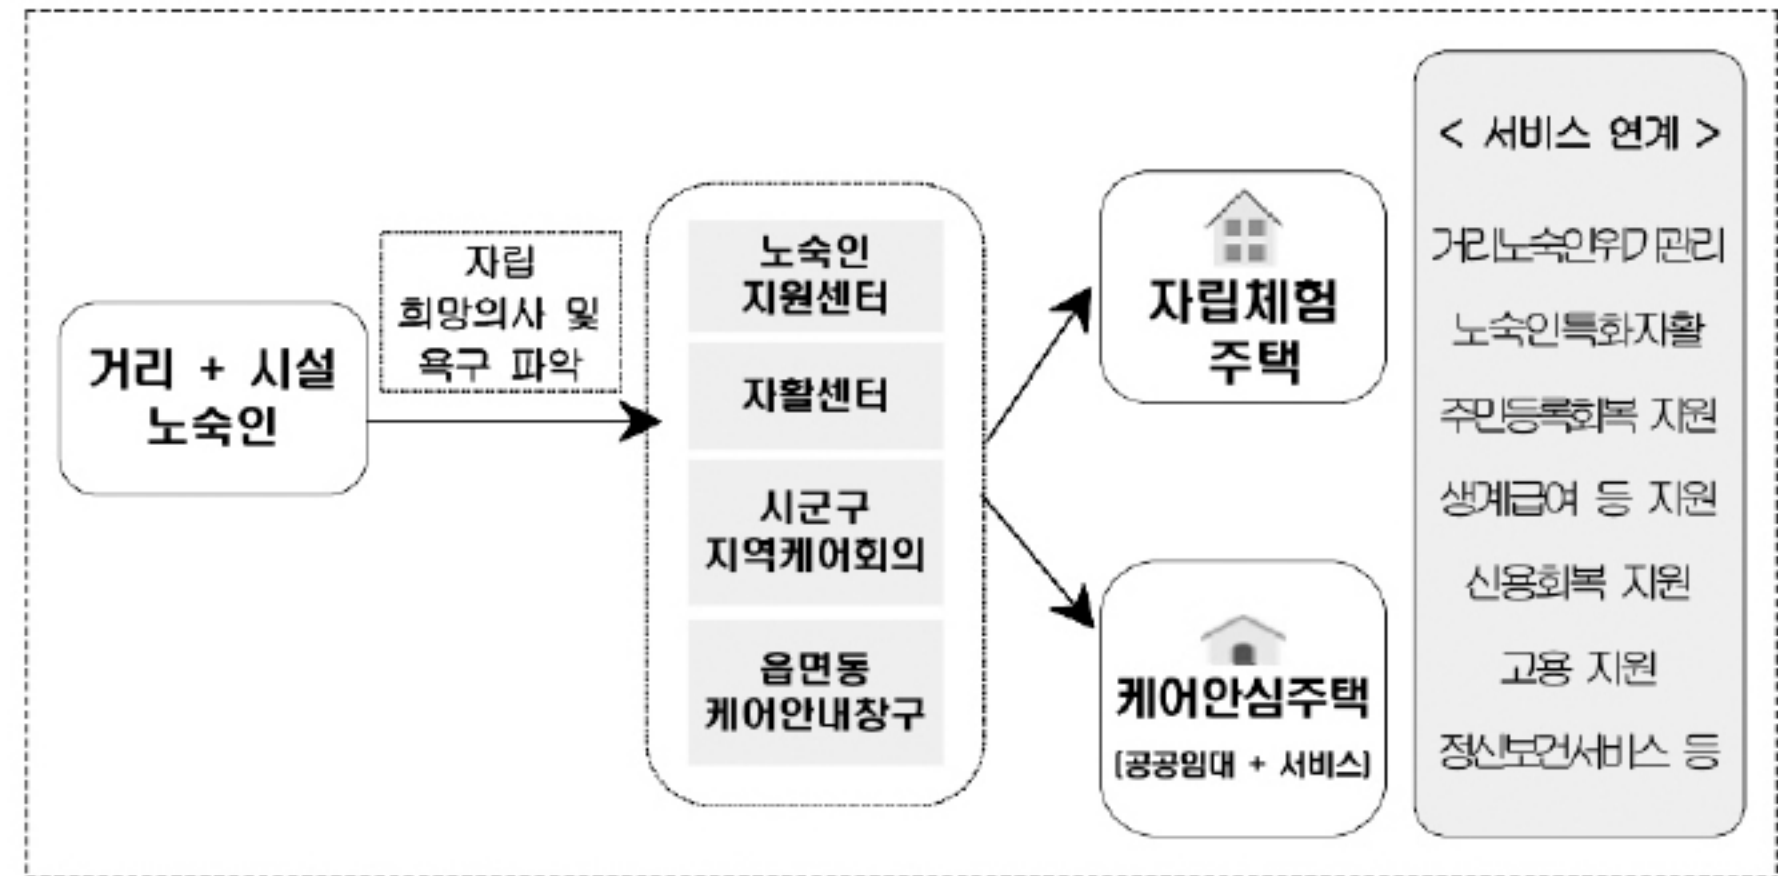 거리 + 시설
노숙인
자립
희망의사 및
욕구 파악
노숙인
지원센터
자활센터
시군구
지역케어회의
읍면동
케어안내창구
자립체험
주택
케어안심주택
(공공임대 + 서비스)
< 서비스 연계 >
거리노숙인위기관리
노숙인특화자활
주민등록회복 지원
생계급여 등 지원
신용회복 지원
고용 지원
정신보건서비스 등